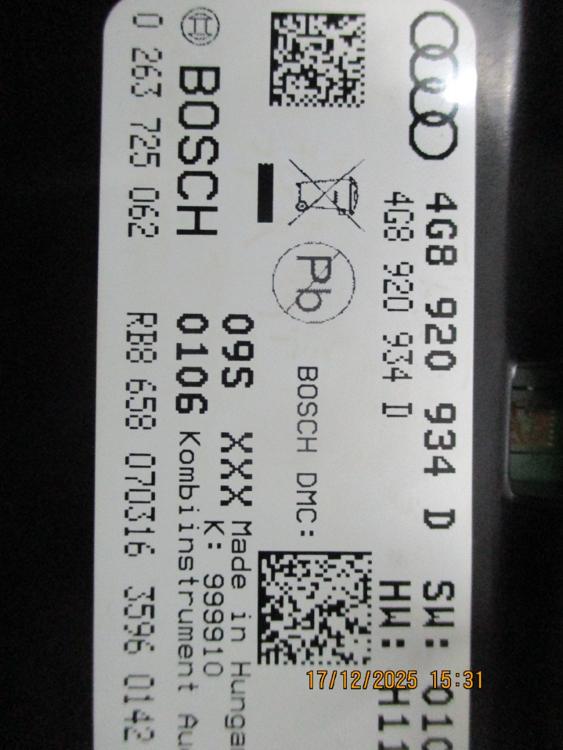 4G8 920 934 D SW: 010
4G8 920 934 D HW: H11
Pb
BOSCH DMC:
09S XXX Made in Hunga
K: 999910
0106 Kombiinstrument Au
BOSCH
0 263 725 062 RB8 658 070316 3596 0142
17/12/2025 15:31